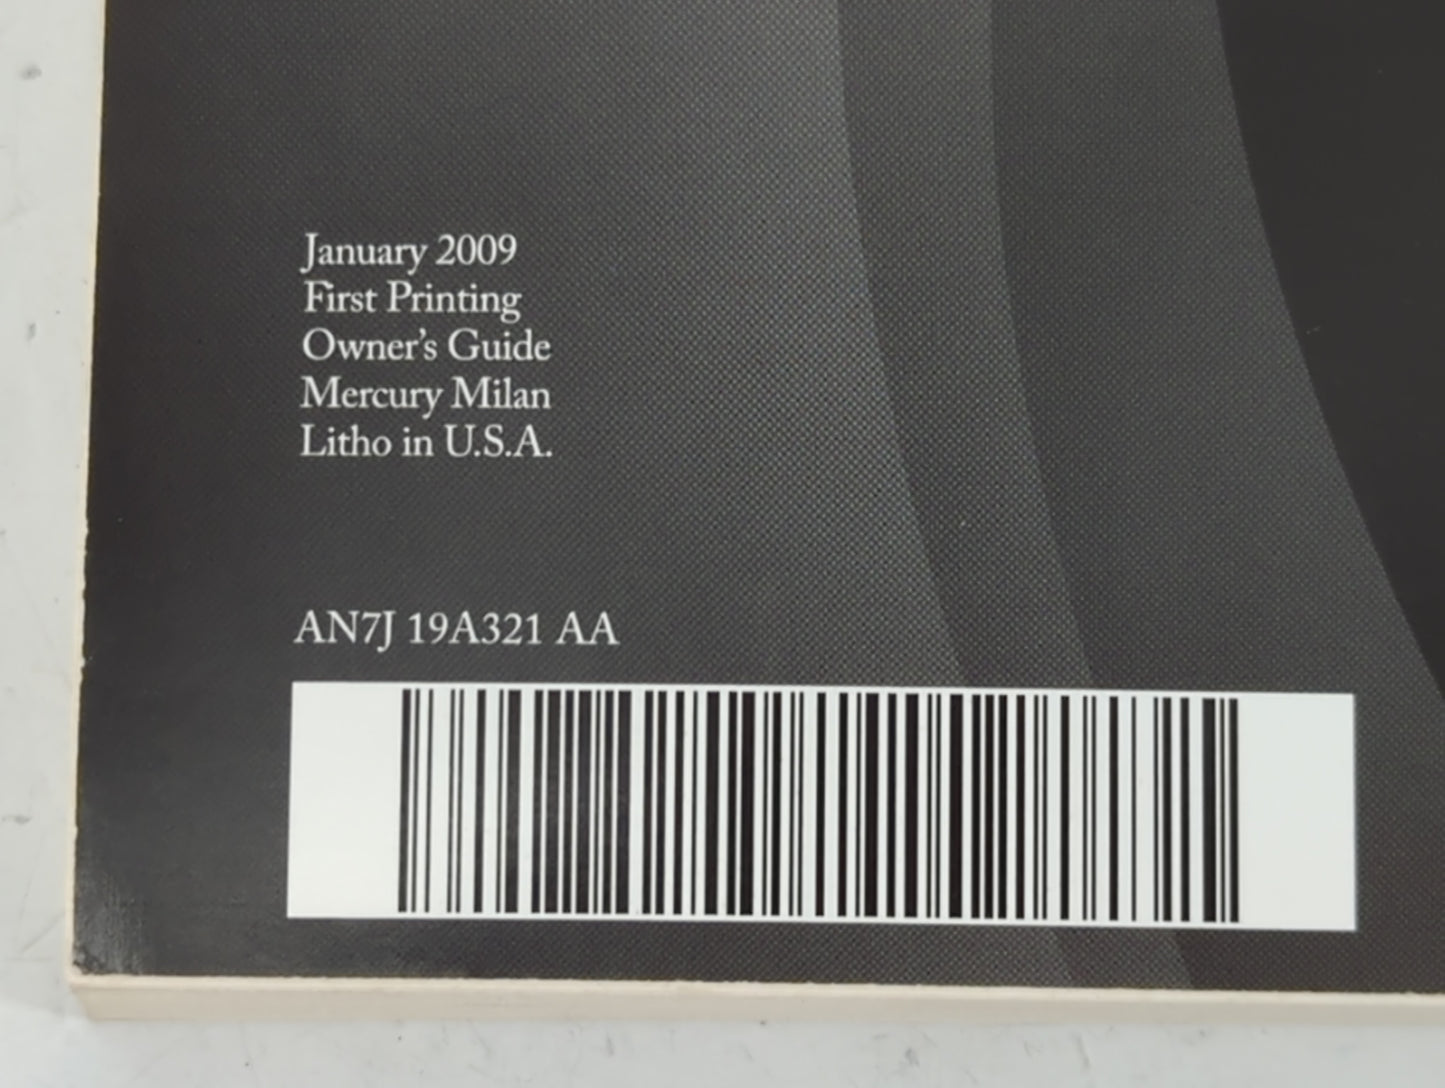 January 2009
First Printing
Owner's Guide
Mercury Milan
Litho in U.S.A.
AN7J 19A321 AA